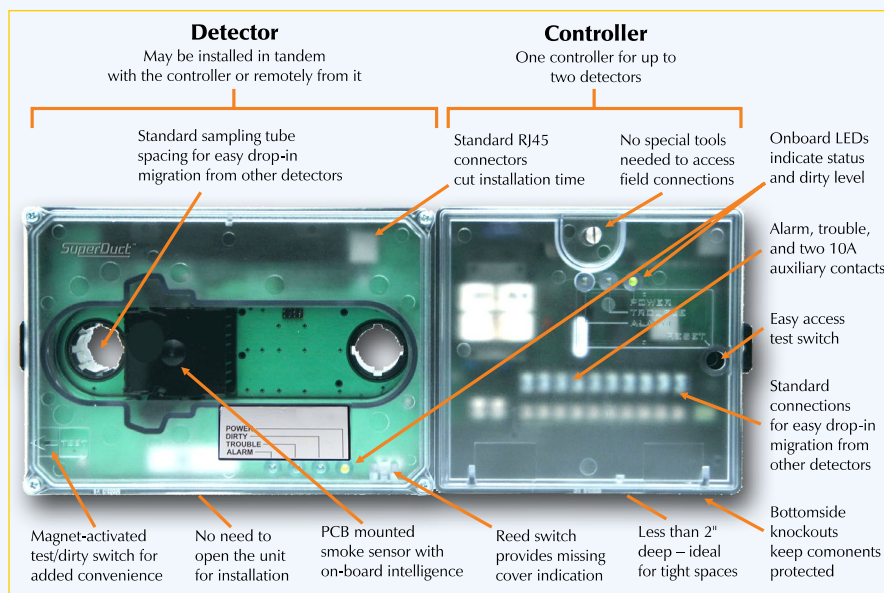 Detector
May be installed in tandem
with the controller or remotely from it
Controller
One controller for up to
two detectors
Standard sampling tube
spacing for easy drop-in
migration from other detectors
Standard RJ45
connectors
cut installation time
No special tools
needed to access
field connections
Onboard LEDs
indicate status
and dirty level
SuperDuct™
Alarm, trouble,
and two 10A
auxiliary contacts
POWER
TROUBLE
ALARM
RESET
Easy access
test switch
Standard
connections
for easy drop-in
migration from
other detectors
POWER
DIRTY
TROUBLE
ALARM
TEST
Magnet-activated
test/dirty switch for
added convenience
No need to
open the unit
for installation
PCB mounted
smoke sensor with
on-board intelligence
Reed switch
provides missing
cover indication
Less than 2"
deep – ideal
for tight spaces
Bottomside
knockouts
keep comonents
protected